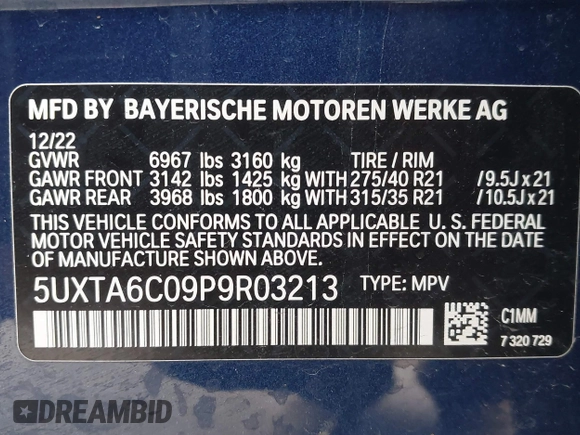 MFD BY BAYERISCHE MOTOREN WERKE AG
12/22
GVWR 6967 lbs 3160 kg TIRE / RIM
GAWR FRONT 3142 lbs 1425 kg WITH 275/40 R21 /9.5J x 21
GAWR REAR 3968 lbs 1800 kg WITH 315/35 R21 /10.5J x 21
THIS VEHICLE CONFORMS TO ALL APPLICABLE U. S. FEDERAL
MOTOR VEHICLE SAFETY STANDARDS IN EFFECT ON THE DATE OF
MANUFACTURE SHOWN ABOVE.
5UXTA6C09P9R03213 TYPE: MPV
C1MM
7 320 729
DREAMBID